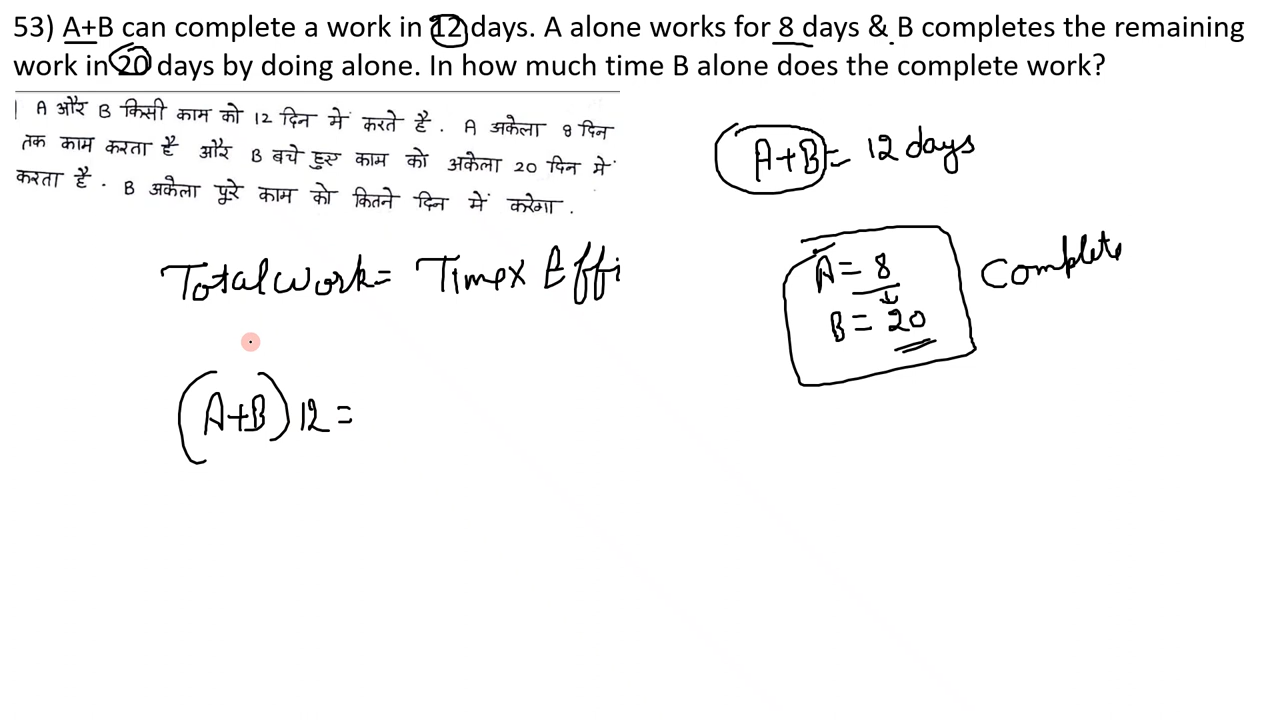 53) A+B can complete a work in 12 days. A alone works for 8 days & B completes the remaining
work in 20 days by doing alone. In how much time B alone does the complete work?
A और B किसी काम को 12 दिन में करते है. A अकेला 8 दिन
तक काम करता है और B बचे हुए काम को अकेला 20 दिन में
करता है. B अकेला पूरे काम को कितने दिन में करेगा.
A+B = 12 days
Total work = Time x Effi
A = 8
B = 20
Complete
(A+B) 12 =